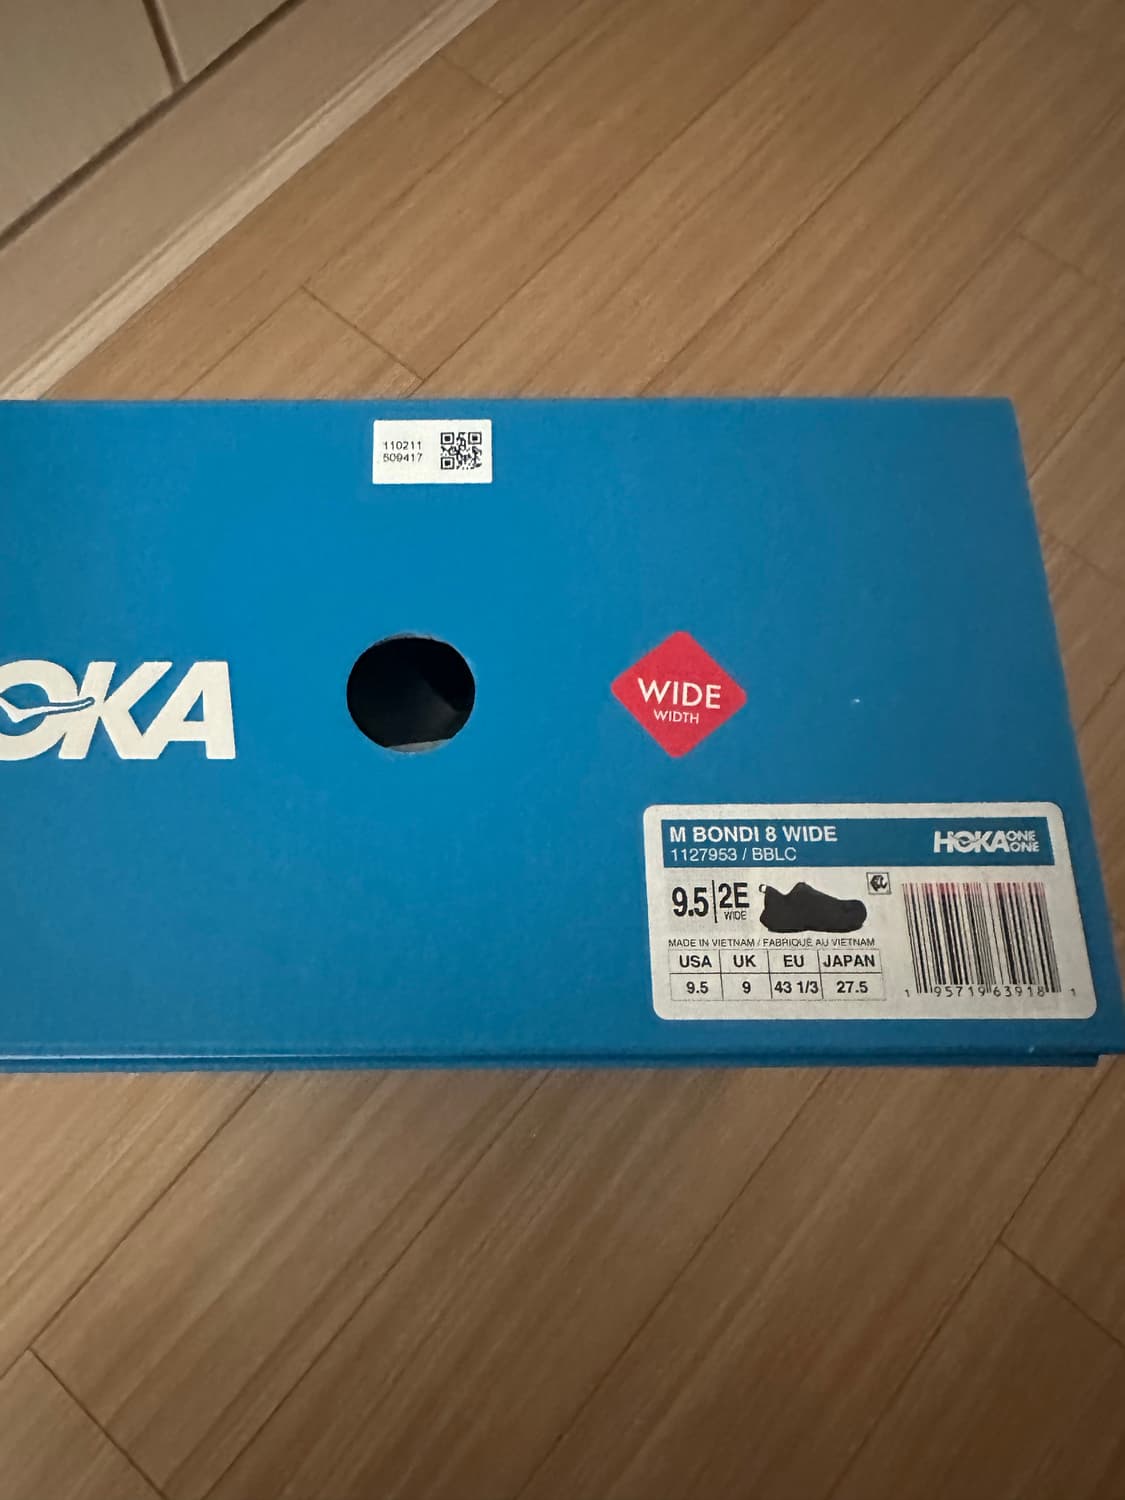 110211
509417
OKA
WIDE
WIDTH
M BONDI 8 WIDE
1127953 / BBLC
HOKA ONE ONE
9.5 2E
WIDE
MADE IN VIETNAM / FABRIQUÉ AU VIETNAM
USA UK EU JAPAN
9.5 9 43 1/3 27.5
1 95719 63918 1